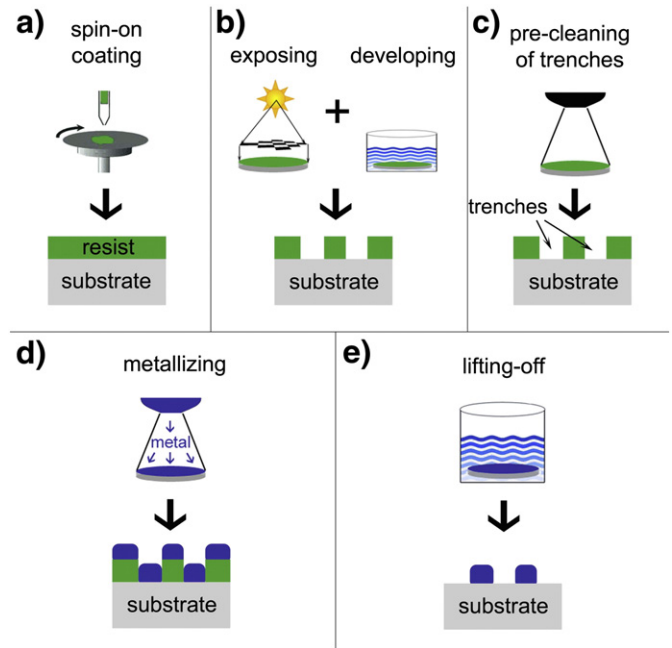 a)
spin-on
coating
resist
substrate
b)
exposing
developing
+
substrate
c)
pre-cleaning
of trenches
trenches
substrate
d)
metallizing
metal
substrate
e)
lifting-off
substrate